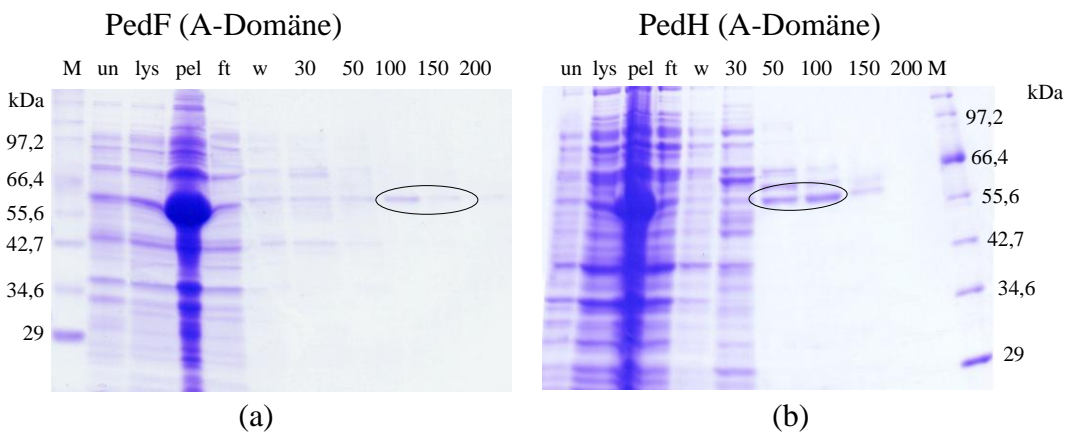 PedF (A-Domäne)
M un lys pel ft w 30 50 100 150 200
kDa
97,2
66,4
55,6
42,7
34,6
29
(a)
PedH (A-Domäne)
un lys pel ft w 30 50 100 150 200 M
kDa
97,2
66,4
55,6
42,7
34,6
29
(b)